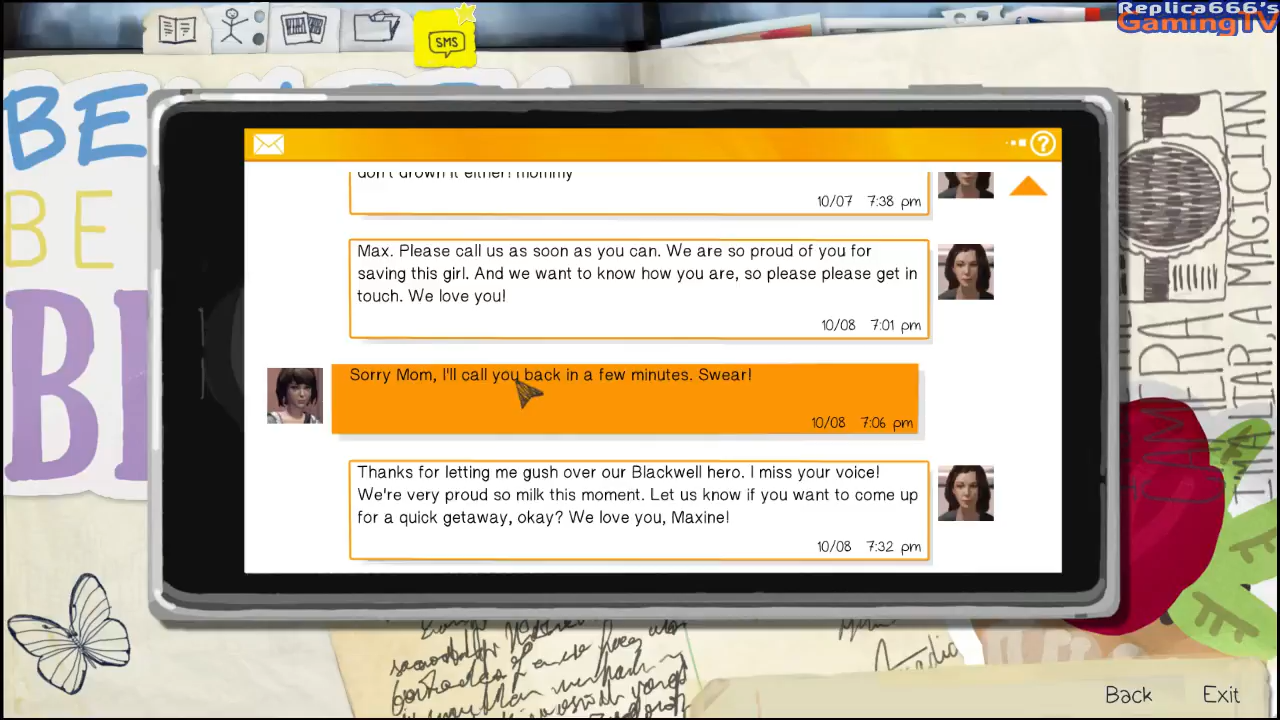 Replica666's
GamingTV
SMS
BE
BE
don't drown it either! mommy
10/07 7:38 pm
Max. Please call us as soon as you can. We are so proud of you for
saving this girl. And we want to know how you are, so please please get in
touch. We love you!
10/08 7:01 pm
Sorry Mom, I'll call you back in a few minutes. Swear!
10/08 7:06 pm
Thanks for letting me gush over our Blackwell hero. I miss your voice!
We're very proud so milk this moment. Let us know if you want to come up
for a quick getaway, okay? We love you, Maxine!
10/08 7:32 pm
MAGICIAN
Back
Exit